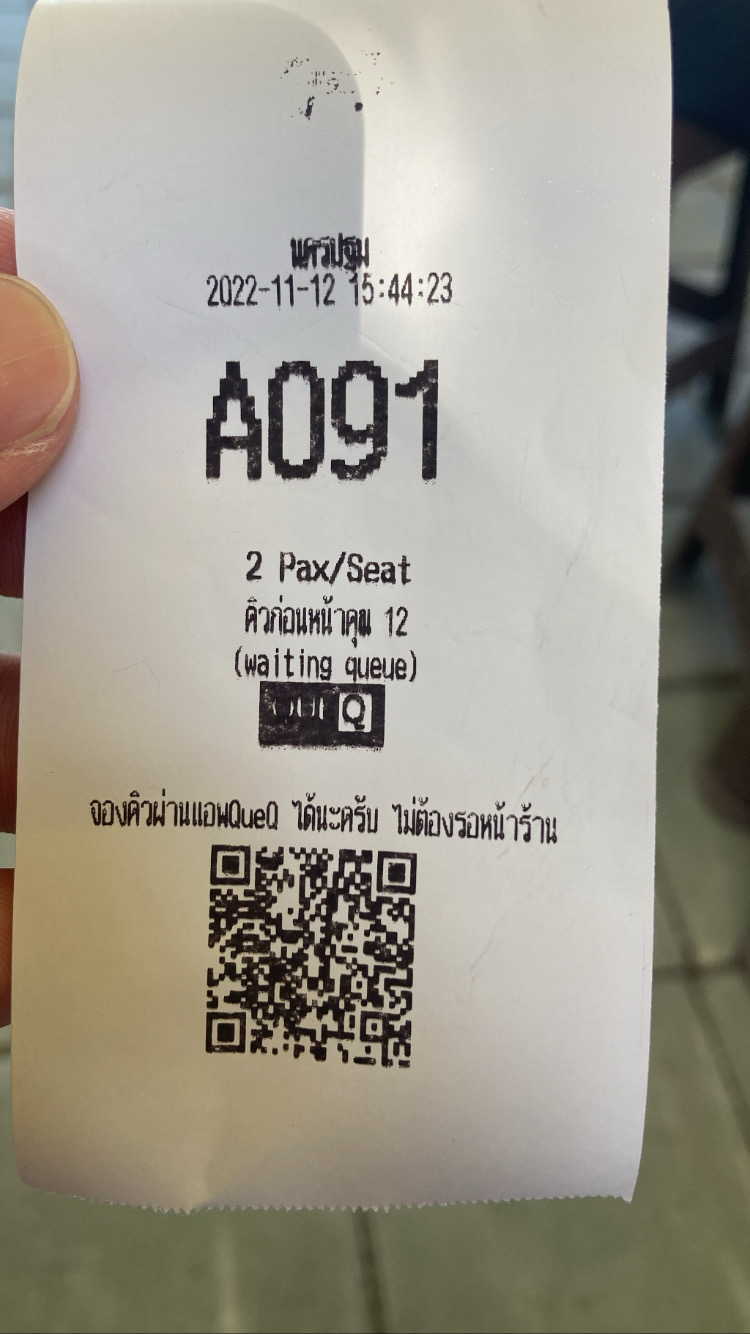 นครปฐม
2022-11-12 15:44:23
A091
2 Pax/Seat
คิวก่อนหน้าคุณ 12
(waiting queue)
Q
จองคิวผ่านแอพQueQ ได้นะครับ ไม่ต้องรอหน้าร้าน